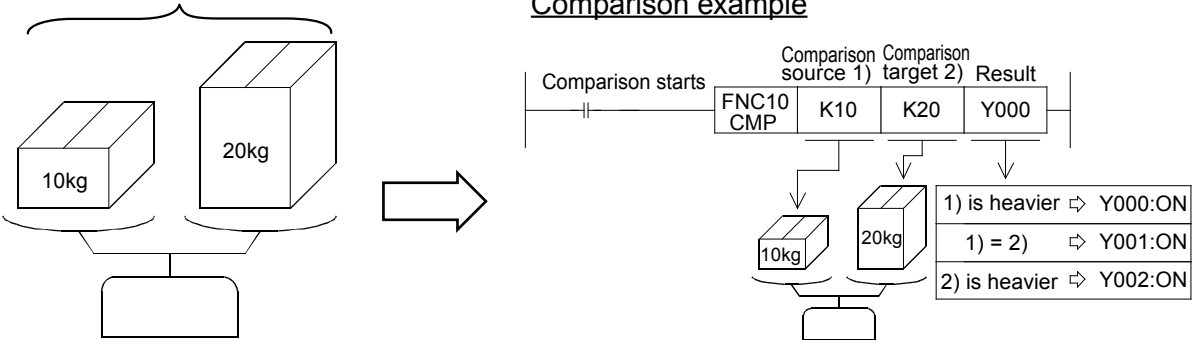 Comparison example
10kg
20kg
Comparison starts
Comparison source 1)
Comparison target 2)
Result
FNC10 CMP
K10
K20
Y000
10kg
20kg
1) is heavier ⇨ Y000:ON
1) = 2) ⇨ Y001:ON
2) is heavier ⇨ Y002:ON